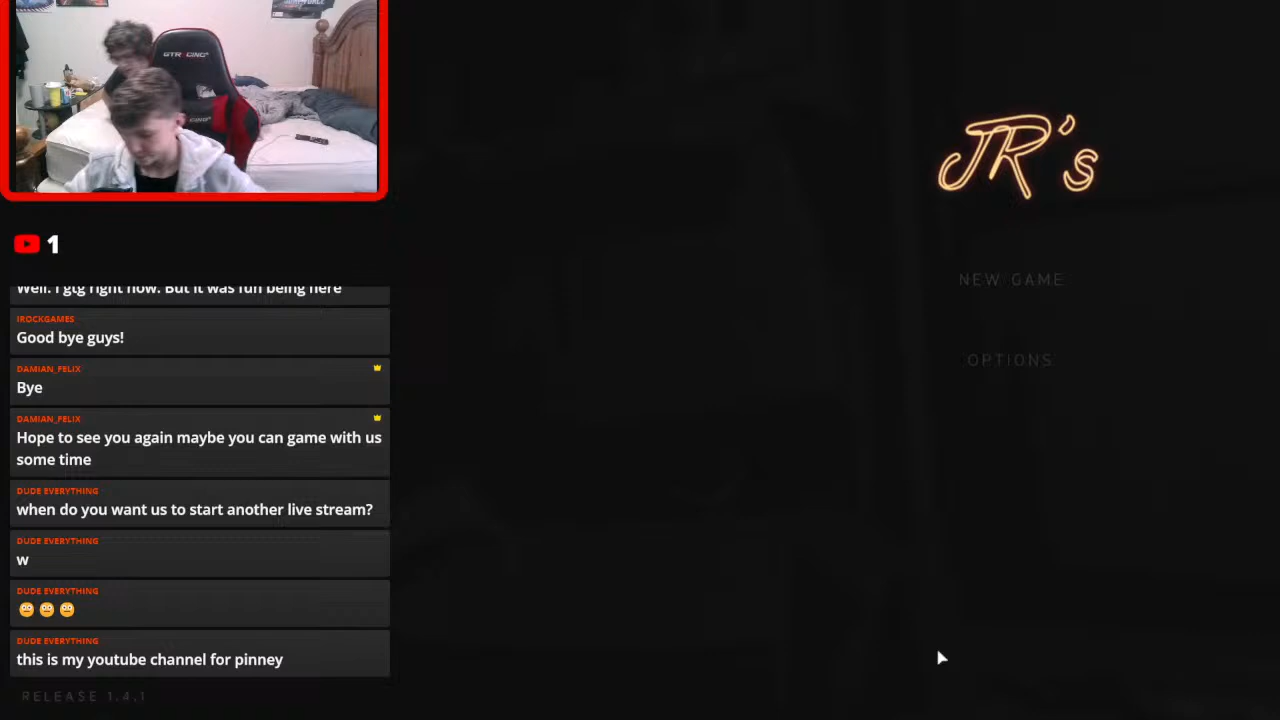 GTRACING
JR's
1
NEW GAME
Well. I gtg right now. But it was fun being here
IROCKGAMES
Good bye guys!
OPTIONS
DAMIAN_FELIX
Bye
DAMIAN_FELIX
Hope to see you again maybe you can game with us
some time
DUDE EVERYTHING
when do you want us to start another live stream?
DUDE EVERYTHING
w
DUDE EVERYTHING
😳 😳 😳
DUDE EVERYTHING
this is my youtube channel for pinney
RELEASE 1.4.1